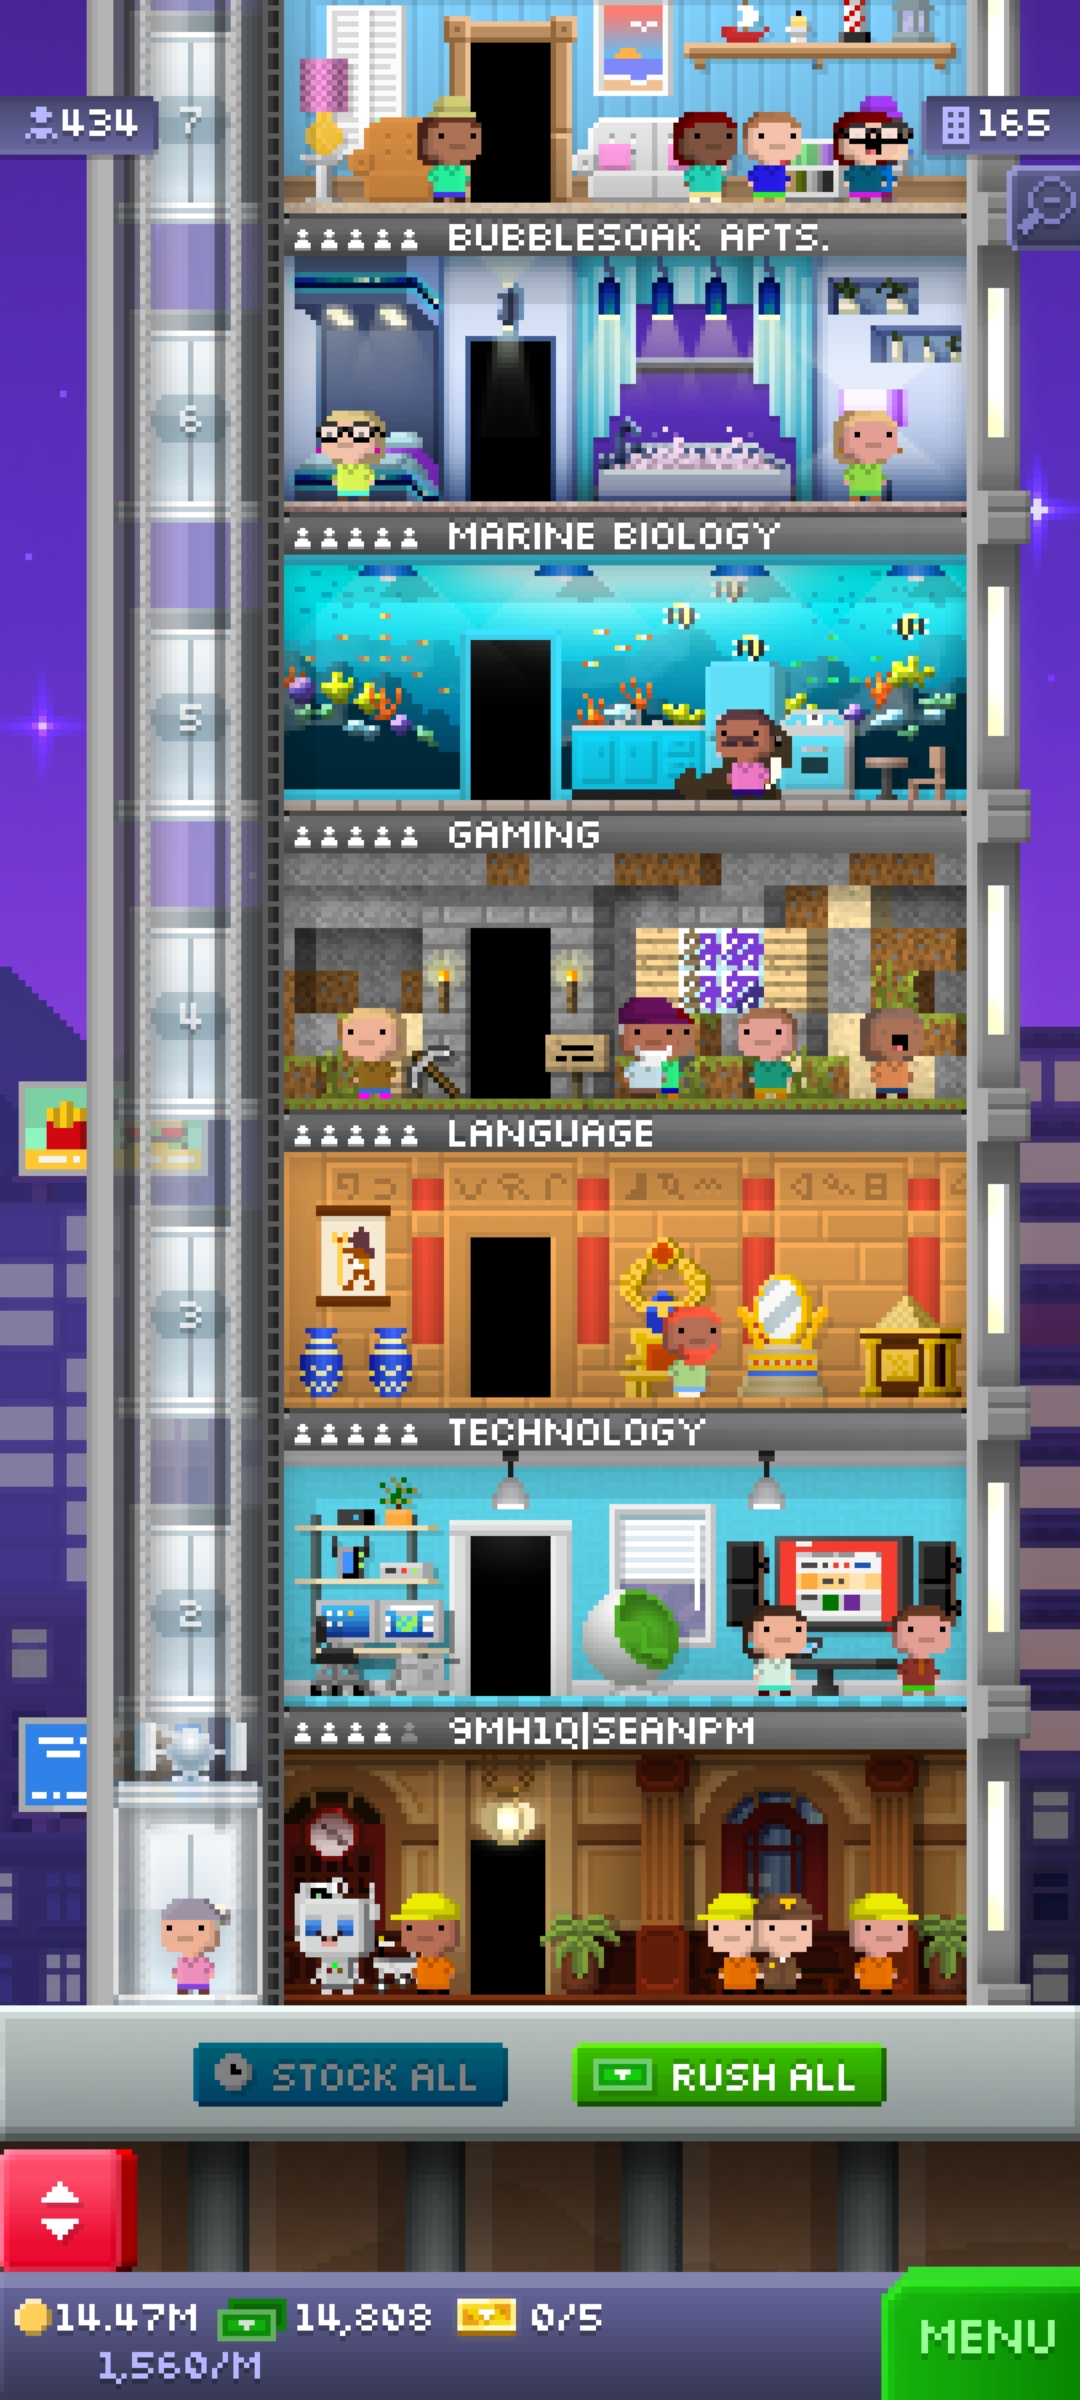 7
434
165
BUBBLESOAK APTS.
6
MARINE BIOLOGY
5
GAMING
4
LANGUAGE
3
TECHNOLOGY
2
9MH1Q|SEANPM
STOCK ALL
RUSH ALL
14.47M
14,808
0/5
1,560/M
MENU